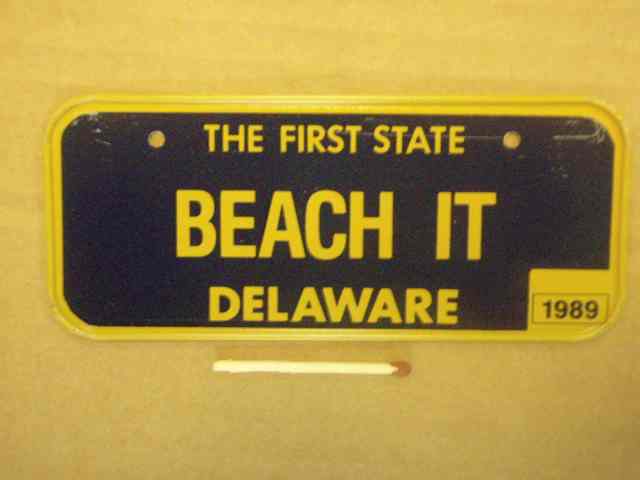 THE FIRST STATE
BEACH IT
DELAWARE
1989